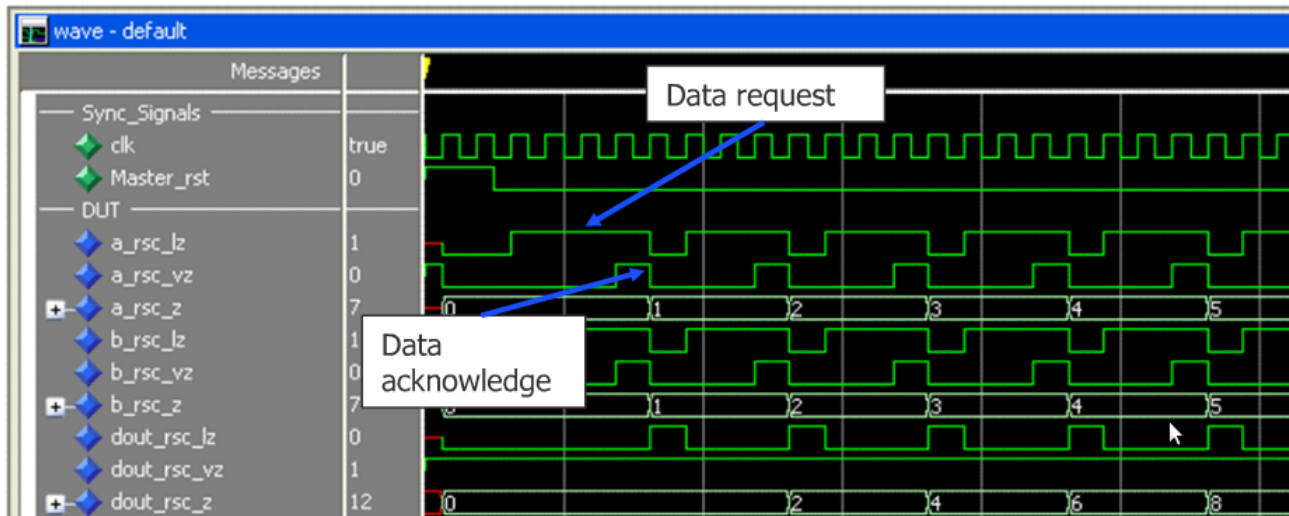 wave - default
Messages
Data request
Sync_Signals
clk true
Master_rst 0
DUT
a_rsc_lz 1
a_rsc_vz 0
a_rsc_z 7 0 1 2 3 4 5
b_rsc_lz 1
Data
acknowledge
b_rsc_vz 0
b_rsc_z 7 1 2 3 4 5
dout_rsc_lz 0
dout_rsc_vz 1
dout_rsc_z 12 0 2 4 6 8